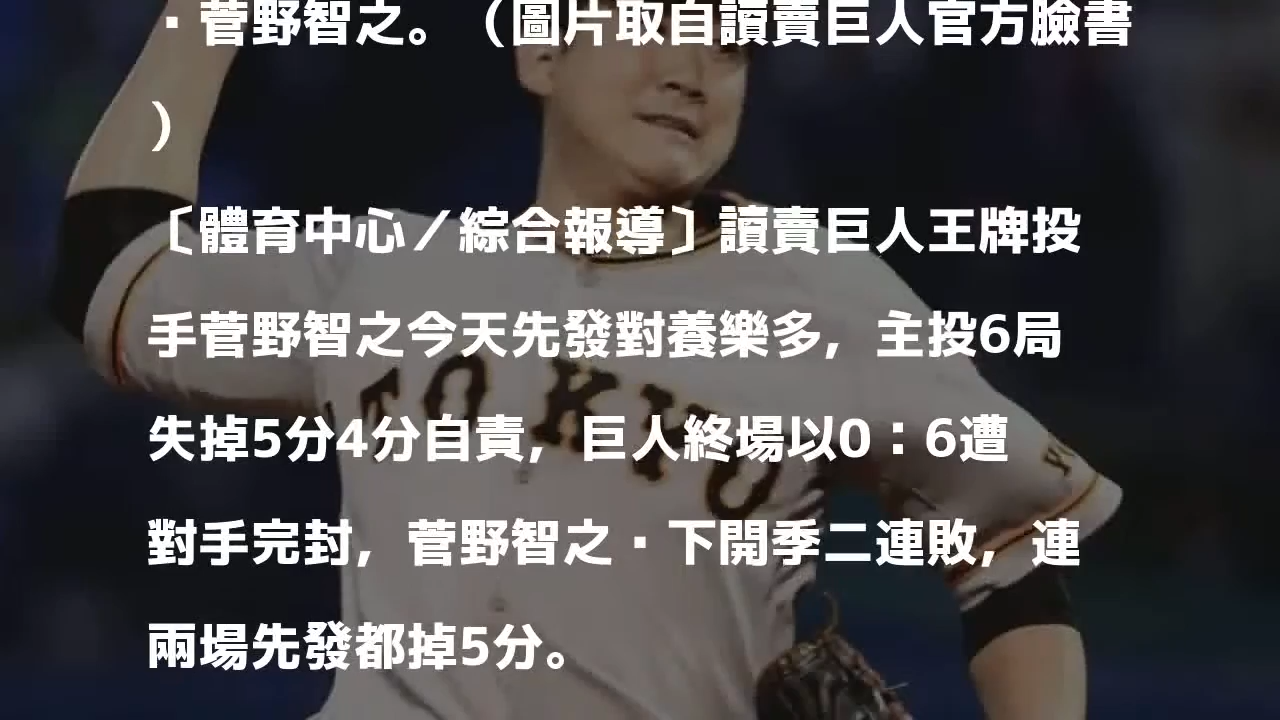 ·菅野智之。（圖片取自讀賣巨人官方臉書
）
〔體育中心／綜合報導〕讀賣巨人王牌投
手菅野智之今天先發對養樂多，主投6局
失掉5分4分自責，巨人終場以0：6遭
對手完封，菅野智之·下開季二連敗，連
兩場先發都掉5分。
TOKYO